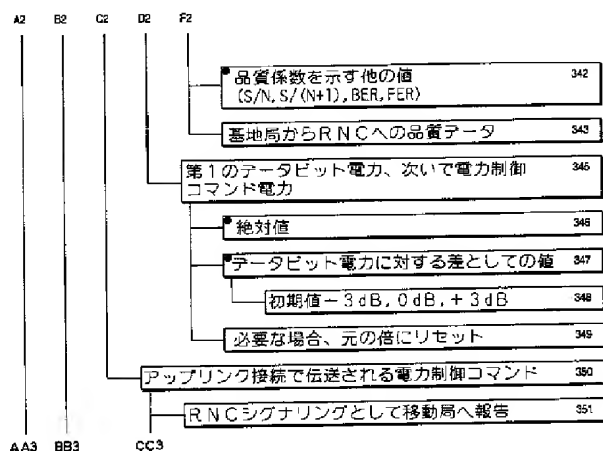 A2 B2 C2 D2 F2
●品質係数を示す他の値 342
(S/N, S/(N+1), BER, FER)
基地局からRNCへの品質データ 343
第1のデータビット電力、次いで電力制御 345
コマンド電力
●絶対値 346
●データビット電力に対する差としての値 347
初期値-3dB, 0dB, +3dB 348
必要な場合、元の倍にリセット 349
アップリンク接続で伝送される電力制御コマンド 350
RNCシグナリングとして移動局へ報告 351
AA3 BB3 CC3